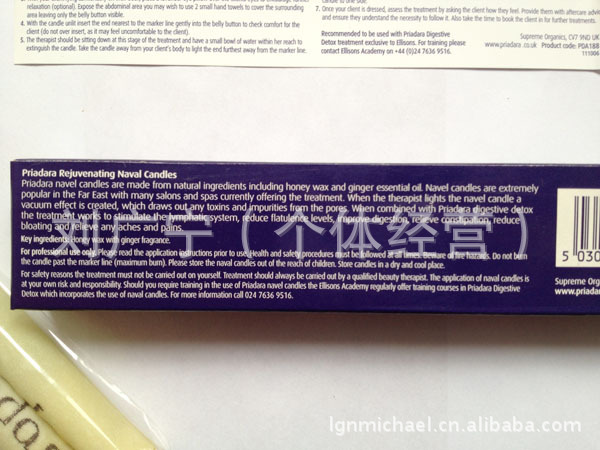 relaxation (optional). Expose the abdominal area you may wish to use 2 small hand towels to cover the surrounding
area leaving only the belly button visible.
4. With the candle unlit insert the end nearest to the marker line gently into the belly button to check for the comfort of the
client (do not over insert, as it may feel uncomfortable to the client).
5. The therapist should be sitting down at this stage of the treatment and have a small bowl of water within her reach to
extinguish the candle. Take the candle away from your client's body to light the end furthest away from the marker line.
7. Once your client is dressed, assess the treatment by asking the client how they feel. Provide them with aftercare advice
and ensure they understand the necessity to follow it. Also take the time to book the client in for further treatments.
Recommended to be used with Priadara Digestive
Detox treatment exclusive to Ellisons. For training please
contact Ellisons Academy on +44 (0)24 7636 9516.
Supreme Organics, CV7 9ND UK
www.priadara.co.uk Product code: PDA188
111006
Priadara Rejuvenating Naval Candles
Priadara navel candles are made from natural ingredients including honey wax and ginger essential oil. Navel candles are extremely
popular in the Far East with many salons and spas currently offering the treatment. When the therapist lights the navel candle a
vacuum effect is created, which draws out any toxins and impurities from the pores. When combined with Priadara digestive detox
the treatment works to stimulate the lymphatic system, reduce flatulence levels, improve digestion, relieve constipation, reduce
bloating and relieve any aches and pains.
Key ingredients: Honey wax with ginger fragrance.
For professional use only. Please read the application instructions prior to use. Health and safety procedures must be followed at all times. Beware of fire hazards. Do not burn
the candle past the marker line (maximum burn). Please store the naval candles out of the reach of children. Store candles in a dry and cool place.
For safety reasons the treatment must not be carried out on yourself. Treatment should always be carried out by a qualified beauty therapist. The application of naval candles is
at your own risk and responsibility. Should you require training in the use of Priadara navel candles the Ellisons Academy regularly offer training courses in Priadara Digestive
Detox which incorporates the use of naval candles. For more information call 024 7636 9516.
5 030
Supreme Org
www.priadar
刘广宁（个体经营）
lgnmichael.cn.alibaba.com